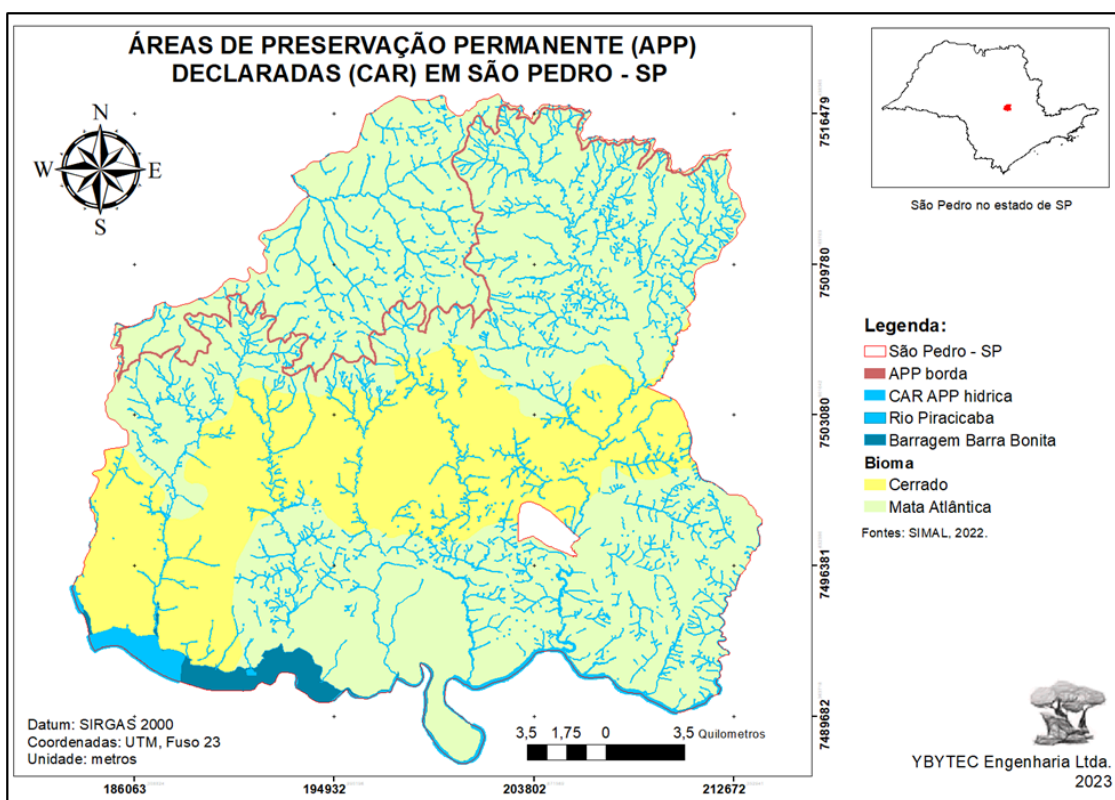 ÁREAS DE PRESERVAÇÃO PERMANENTE (APP)
DECLARADAS (CAR) EM SÃO PEDRO - SP
N
W
E
S
São Pedro no estado de SP
7516479
7509780
7503080
7496381
7489682
Legenda:
São Pedro - SP
APP borda
CAR APP hídrica
Rio Piracicaba
Barragem Barra Bonita
Bioma
Cerrado
Mata Atlântica
Fontes: SIMAL, 2022.
Datum: SIRGAS 2000
Coordenadas: UTM, Fuso 23
Unidade: metros
3,5 1,75 0 3,5 Quilometros
YBYTEC Engenharia Ltda.
2023
186063 194932 203802 212672